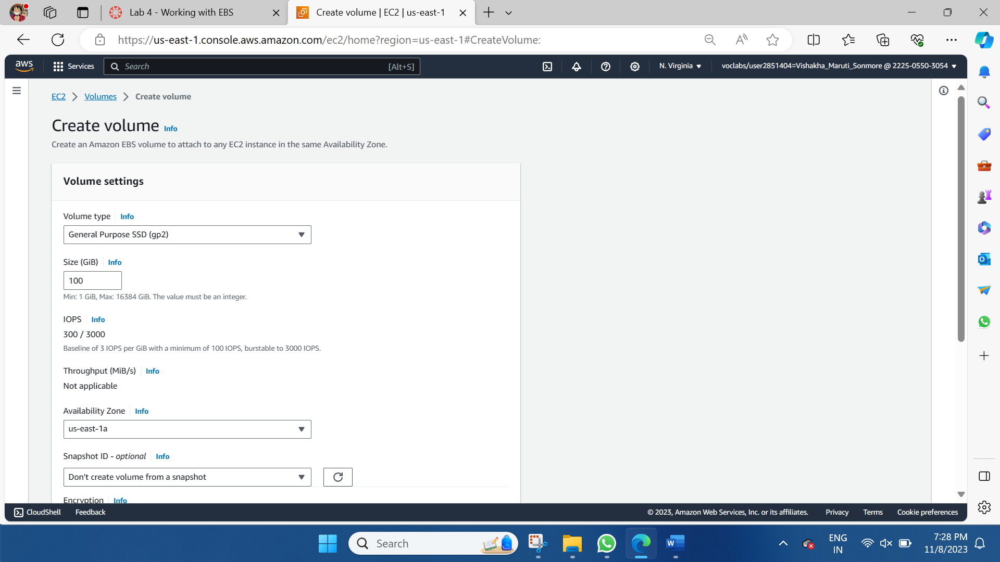 Lab 4 - Working with EBS
Create volume | EC2 | us-east-1
https://us-east-1.console.aws.amazon.com/ec2/home?region=us-east-1#CreateVolume:
aws
Services
Search
[Alt+S]
N. Virginia
voclabs/user2851404=Vishakha_Maruti_Sonmore @ 2225-0550-3054
EC2
Volumes
Create volume
Create volume Info
Create an Amazon EBS volume to attach to any EC2 instance in the same Availability Zone.
Volume settings
Volume type Info
General Purpose SSD (gp2)
Size (GiB) Info
100
Min: 1 GiB, Max: 16384 GiB. The value must be an integer.
IOPS Info
300 / 3000
Baseline of 3 IOPS per GiB with a minimum of 100 IOPS, burstable to 3000 IOPS.
Throughput (MiB/s) Info
Not applicable
Availability Zone Info
us-east-1a
Snapshot ID - optional Info
Don't create volume from a snapshot
Encryption Info
CloudShell
Feedback
© 2023, Amazon Web Services, Inc. or its affiliates.
Privacy
Terms
Cookie preferences
Search
ENG
IN
7:28 PM
11/8/2023